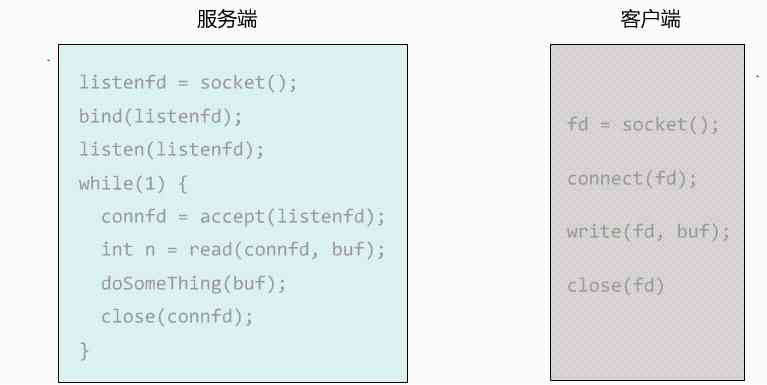 服务端
listenfd = socket();
bind(listenfd);
listen(listenfd);
while(1) {
  connfd = accept(listenfd);
  int n = read(connfd, buf);
  doSomeThing(buf);
  close(connfd);
}
客户端
fd = socket();
connect(fd);
write(fd, buf);
close(fd)